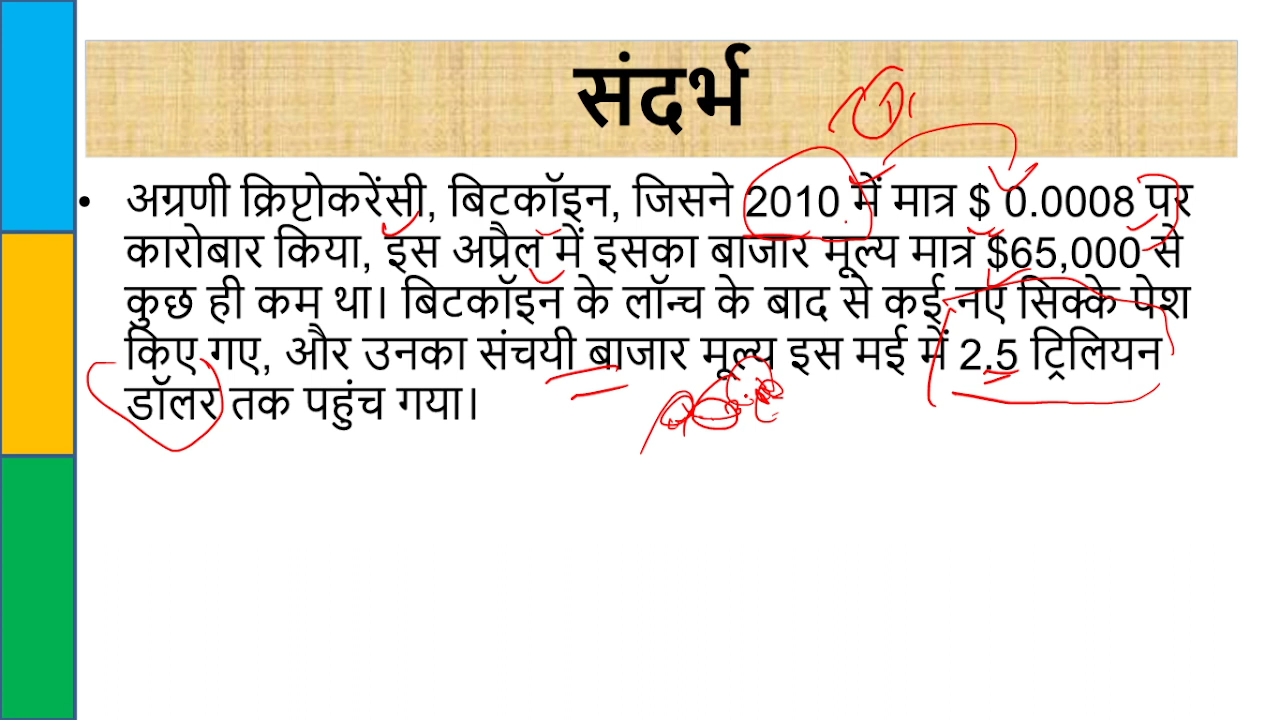 संदर्भ
• अग्रणी क्रिप्टोकरेंसी, बिटकॉइन, जिसने 2010 में मात्र $ 0.0008 पर
कारोबार किया, इस अप्रैल में इसका बाजार मूल्य मात्र $65,000 से
कुछ ही कम था। बिटकॉइन के लॉन्च के बाद से कई नए सिक्के पेश
किए गए, और उनका संचयी बाजार मूल्य इस मई में 2.5 ट्रिलियन
डॉलर तक पहुंच गया।